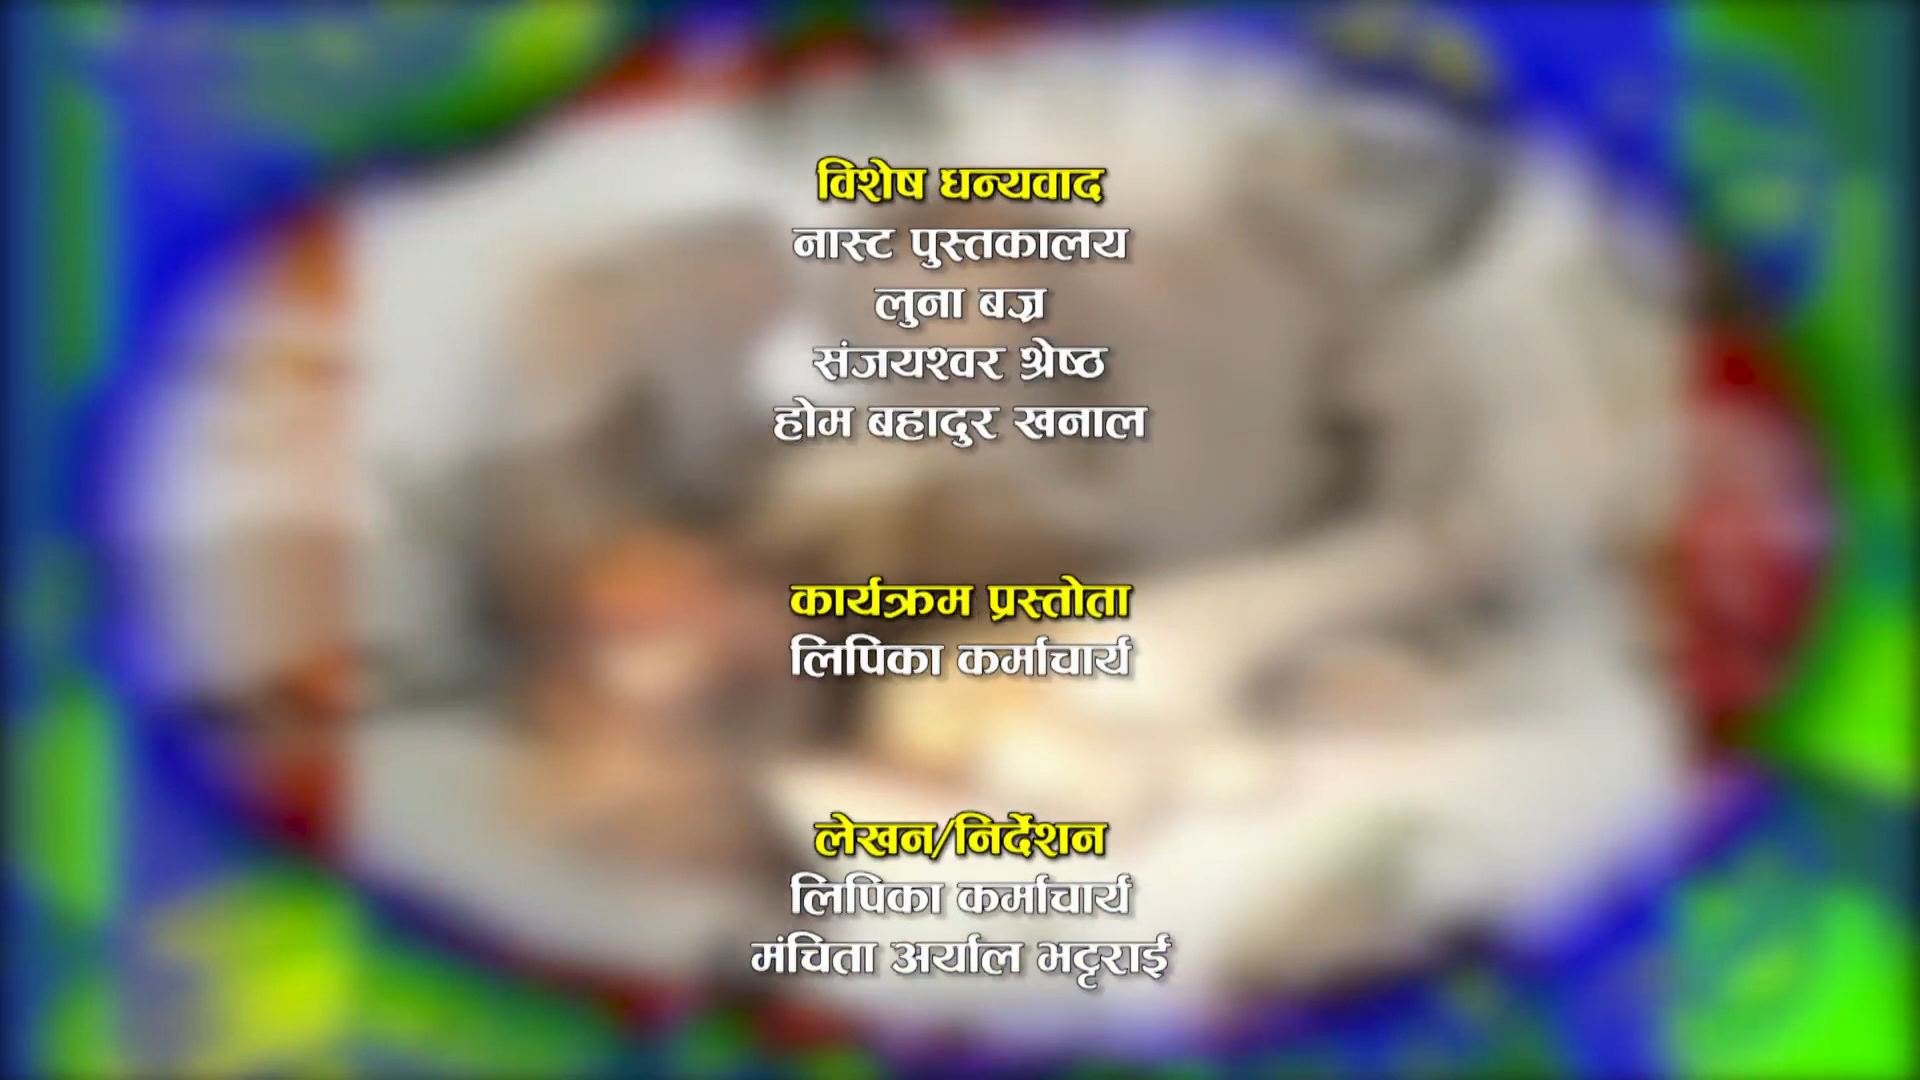 विशेष धन्यवाद
नास्ट पुस्तकालय
लुना बज्र
संजयश्वर श्रेष्ठ
होम बहादुर खनाल
कार्यक्रम प्रस्तोता
लिपिका कर्माचार्य
लेखन/निर्देशन
लिपिका कर्माचार्य
मंचिता अर्याल भट्टराई